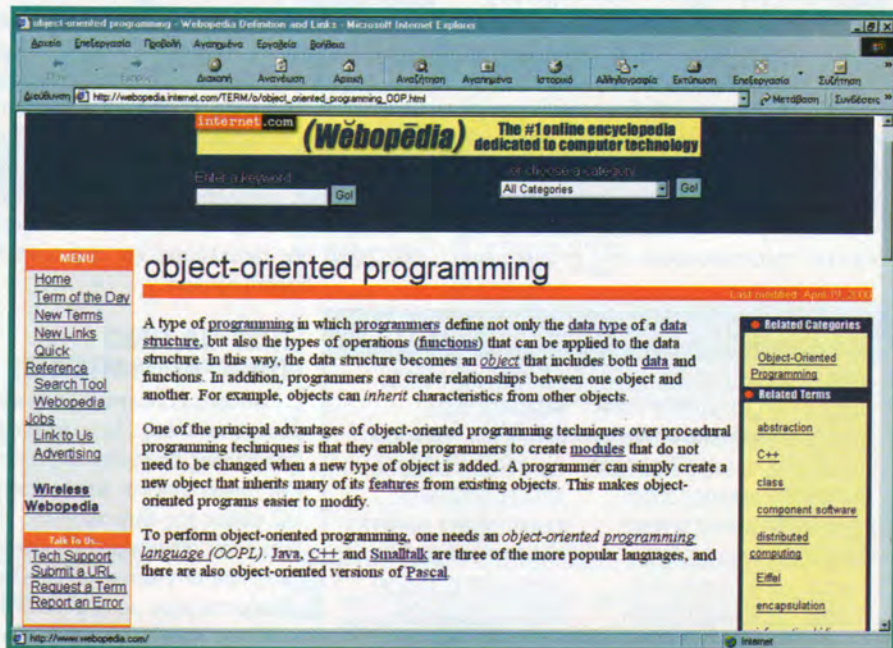 object-oriented programming - Webopedia Definition and Links - Microsoft Internet Explorer
Αρχείο Επεξεργασία Προβολή Αγαπημένα Εργαλεία Βοήθεια
Διακοπή Ανανέωση Αρχική Αναζήτηση Αγαπημένα Ιστορικό Αλληλογραφία Εκτύπωση Επεξεργασία Συζήτηση
Διεύθυνση http://webopedia.internet.com/TERM/o/object_oriented_programming_OOP.html Μετάβαση Συνδέσεις
internet.com
(Wĕbopēdia) The #1 online encyclopedia
dedicated to computer technology
Enter a keyword
Go!
...or choose a category
All Categories Go!
MENU
Home
Term of the Day
New Terms
New Links
Quick
Reference
Search Tool
Webopedia
Jobs
Link to Us
Advertising
Wireless
Webopedia
Talk To Us...
Tech Support
Submit a URL
Request a Term
Report an Error
object-oriented programming
Last modified: April 19, 2000
A type of programming in which programmers define not only the data type of a data
structure, but also the types of operations (functions) that can be applied to the data
structure. In this way, the data structure becomes an object that includes both data and
functions. In addition, programmers can create relationships between one object and
another. For example, objects can inherit characteristics from other objects.
One of the principal advantages of object-oriented programming techniques over procedural
programming techniques is that they enable programmers to create modules that do not
need to be changed when a new type of object is added. A programmer can simply create a
new object that inherits many of its features from existing objects. This makes object-
oriented programs easier to modify.
To perform object-oriented programming, one needs an object-oriented programming
language (OOPL). Java, C++ and Smalltalk are three of the more popular languages, and
there are also object-oriented versions of Pascal.
Related Categories
Object-Oriented
Programming
Related Terms
abstraction
C++
class
component software
distributed
computing
Eiffel
encapsulation
http://www.webopedia.com/ Internet